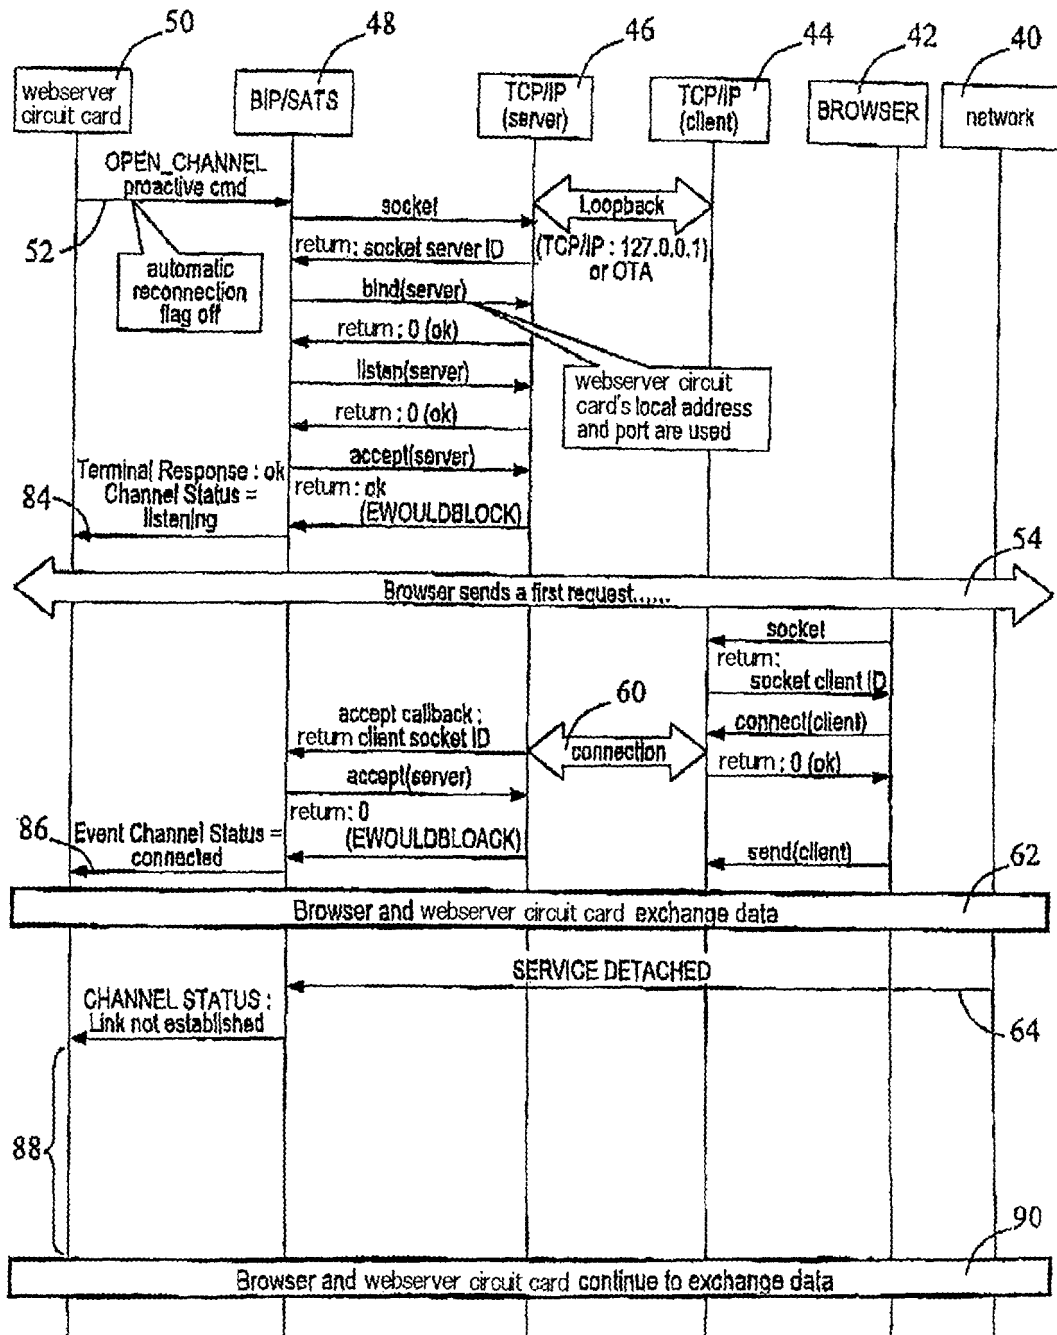 50
48
46
44
42
40
webserver
circuit card
BIP/SATS
TCP/IP
(server)
TCP/IP
(client)
BROWSER
network
OPEN_CHANNEL
proactive cmd
52
automatic
reconnection
flag off
socket
Loopback
return: socket server ID
(TCP/IP : 127.0.0.1)
or OTA
bind(server)
return : 0 (ok)
listen(server)
webserver circuit
card's local address
and port are used
return : 0 (ok)
accept(server)
Terminal Response : ok
Channel Status =
listening
84
return: ok
(EWOULDBLOCK)
54
Browser sends a first request......
socket
return:
socket client ID
accept callback :
return client socket ID
60
connection
connect(client)
return : 0 (ok)
accept(server)
return: 0
(EWOULDBLOACK)
86
Event Channel Status =
connected
send(client)
62
Browser and webserver circuit card exchange data
SERVICE DETACHED
CHANNEL STATUS :
Link not established
64
88
90
Browser and webserver circuit card continue to exchange data